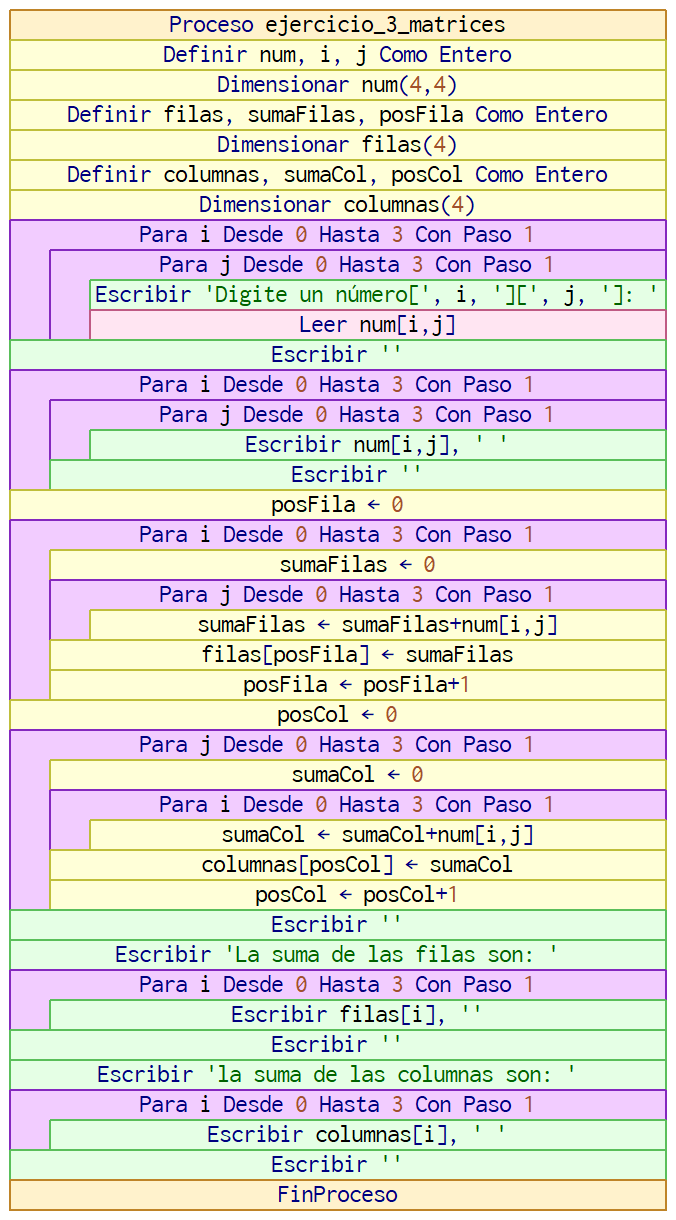 Proceso ejercicio_3_matrices
Definir num, i, j Como Entero
Dimensionar num(4,4)
Definir filas, sumaFilas, posFila Como Entero
Dimensionar filas(4)
Definir columnas, sumaCol, posCol Como Entero
Dimensionar columnas(4)
Para i Desde 0 Hasta 3 Con Paso 1
Para j Desde 0 Hasta 3 Con Paso 1
Escribir 'Digite un número[', i, '][', j, ']: '
Leer num[i,j]
Escribir ''
Para i Desde 0 Hasta 3 Con Paso 1
Para j Desde 0 Hasta 3 Con Paso 1
Escribir num[i,j], ' '
Escribir ''
posFila ← 0
Para i Desde 0 Hasta 3 Con Paso 1
sumaFilas ← 0
Para j Desde 0 Hasta 3 Con Paso 1
sumaFilas ← sumaFilas+num[i,j]
filas[posFila] ← sumaFilas
posFila ← posFila+1
posCol ← 0
Para j Desde 0 Hasta 3 Con Paso 1
sumaCol ← 0
Para i Desde 0 Hasta 3 Con Paso 1
sumaCol ← sumaCol+num[i,j]
columnas[posCol] ← sumaCol
posCol ← posCol+1
Escribir ''
Escribir 'La suma de las filas son: '
Para i Desde 0 Hasta 3 Con Paso 1
Escribir filas[i], ''
Escribir ''
Escribir 'la suma de las columnas son: '
Para i Desde 0 Hasta 3 Con Paso 1
Escribir columnas[i], ' '
Escribir ''
FinProceso